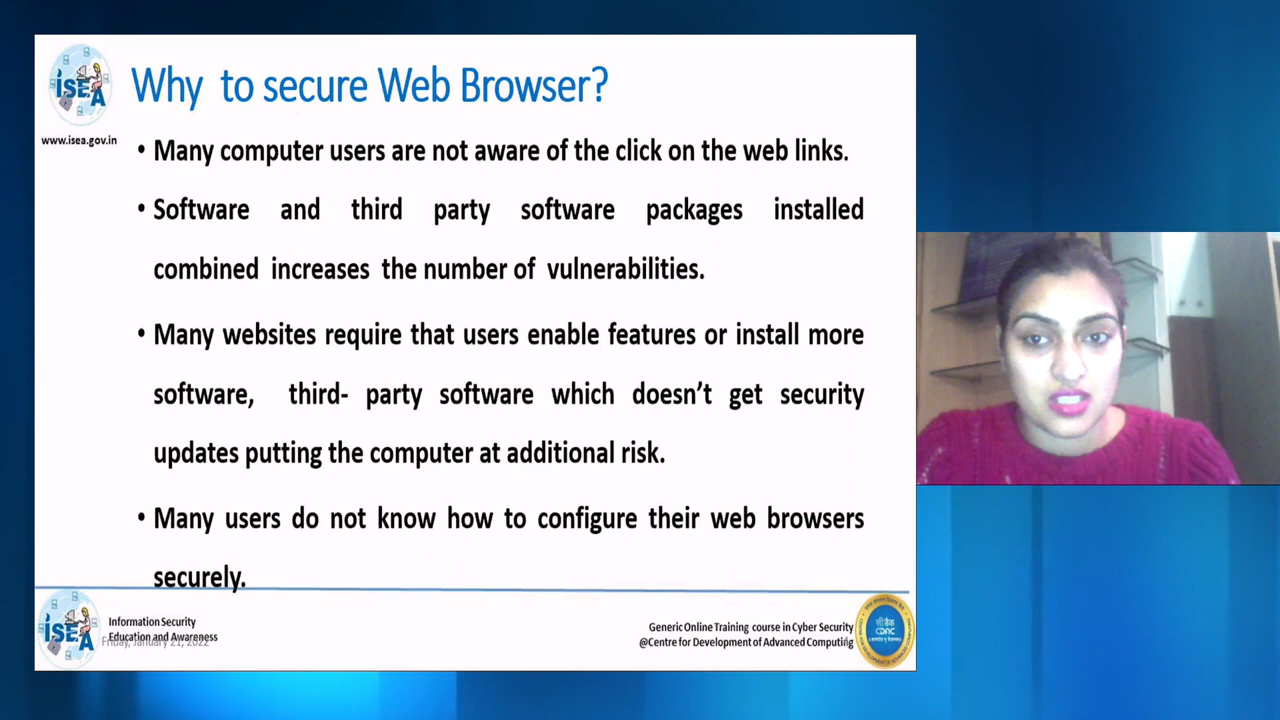 ISEA
Why to secure Web Browser?
www.isea.gov.in
• Many computer users are not aware of the click on the web links.
• Software and third party software packages installed
combined increases the number of vulnerabilities.
• Many websites require that users enable features or install more
software, third- party software which doesn’t get security
updates putting the computer at additional risk.
• Many users do not know how to configure their web browsers
securely.
ISEA
Information Security
Education and Awareness
Friday, January 21, 2022
Generic Online Training course in Cyber Security
@Centre for Development of Advanced Computing
सी डैक
CDAC